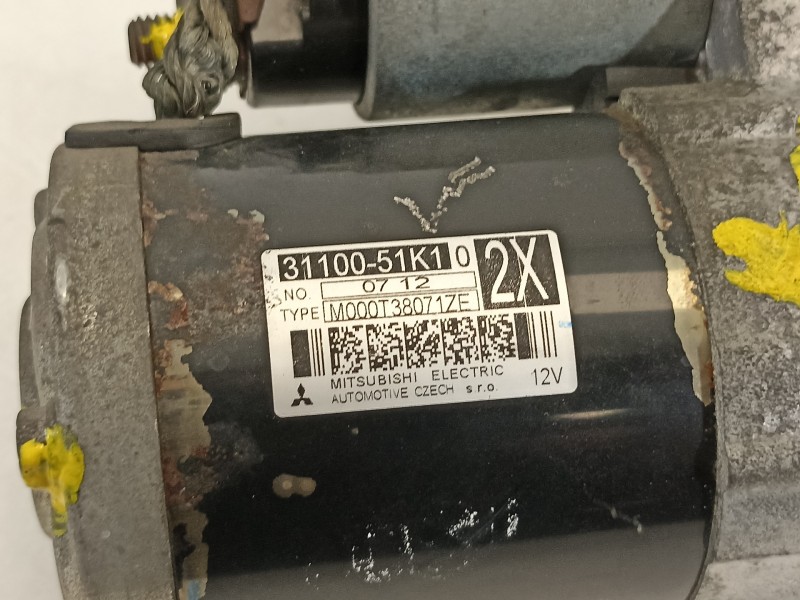 31100-51K1 0 2X
NO. 07 12
TYPE M000T38071ZE
MITSUBISHI ELECTRIC
AUTOMOTIVE CZECH s.r.o. 12V